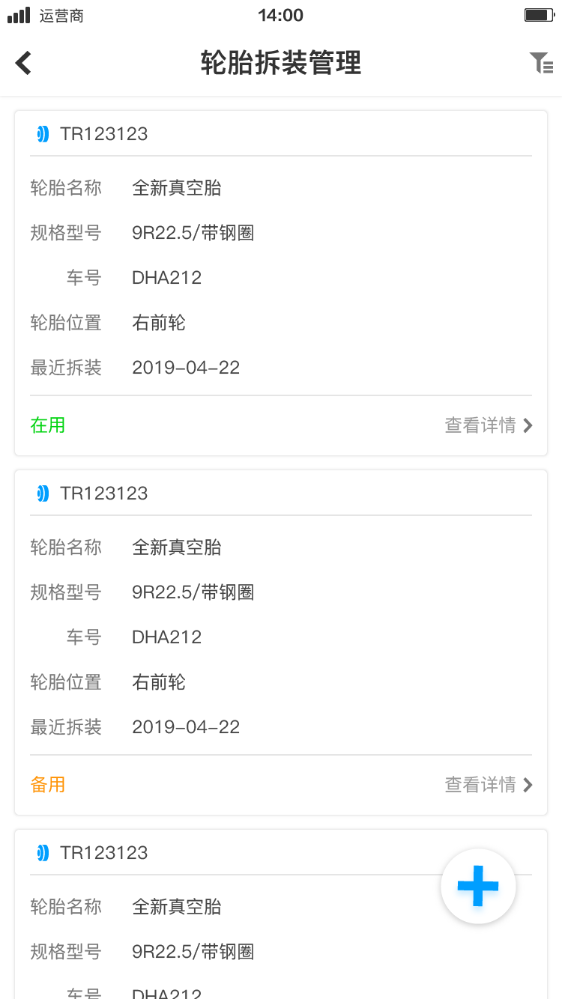 运营商 14:00
轮胎拆装管理
TR123123
轮胎名称 全新真空胎
规格型号 9R22.5/带钢圈
车号 DHA212
轮胎位置 右前轮
最近拆装 2019-04-22
在用 查看详情
TR123123
轮胎名称 全新真空胎
规格型号 9R22.5/带钢圈
车号 DHA212
轮胎位置 右前轮
最近拆装 2019-04-22
备用 查看详情
TR123123
轮胎名称 全新真空胎
规格型号 9R22.5/带钢圈
车号 DHA212